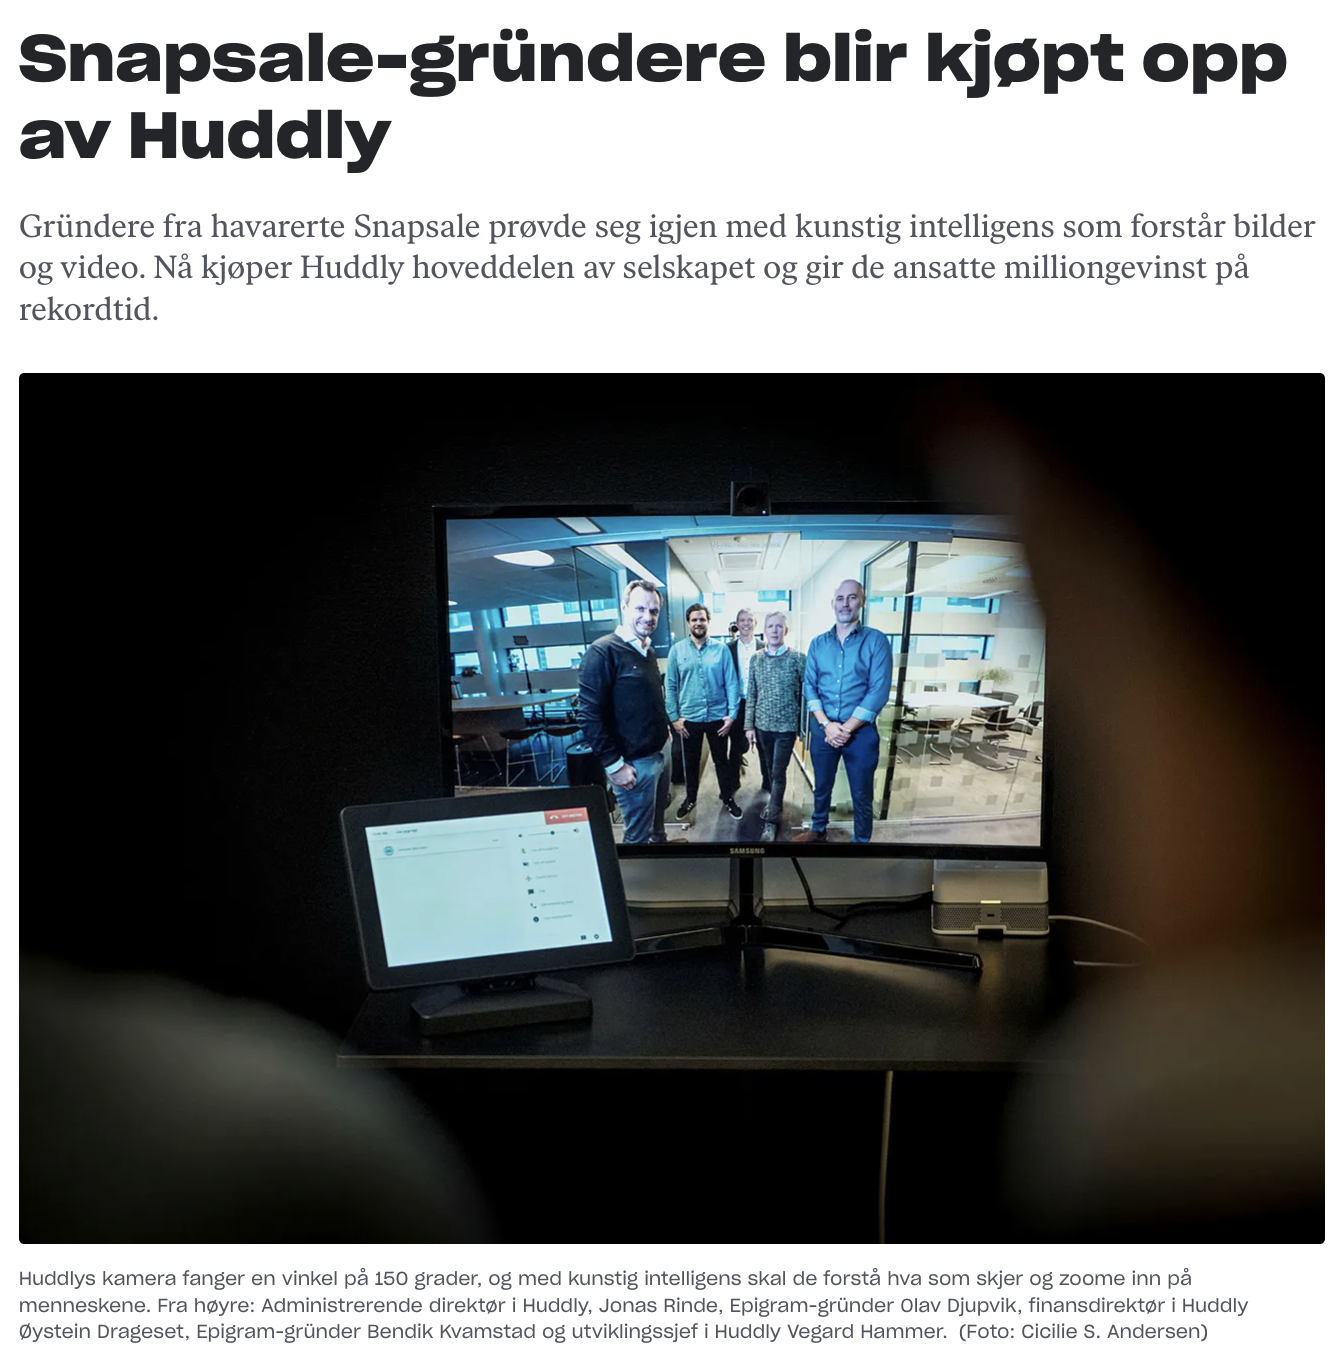 Snapsale-gründere blir kjøpt opp
av Huddly
Gründere fra havarerte Snapsale prøvde seg igjen med kunstig intelligens som forstår bilder
og video. Nå kjøper Huddly hoveddelen av selskapet og gir de ansatte milliongevinst på
rekordtid.
SAMSUNG
Huddlys kamera fanger en vinkel på 150 grader, og med kunstig intelligens skal de forstå hva som skjer og zoome inn på
menneskene. Fra høyre: Administrerende direktør i Huddly, Jonas Rinde, Epigram-gründer Olav Djupvik, finansdirektør i Huddly
Øystein Drageset, Epigram-gründer Bendik Kvamstad og utviklingssjef i Huddly Vegard Hammer.  (Foto: Cicilie S. Andersen)